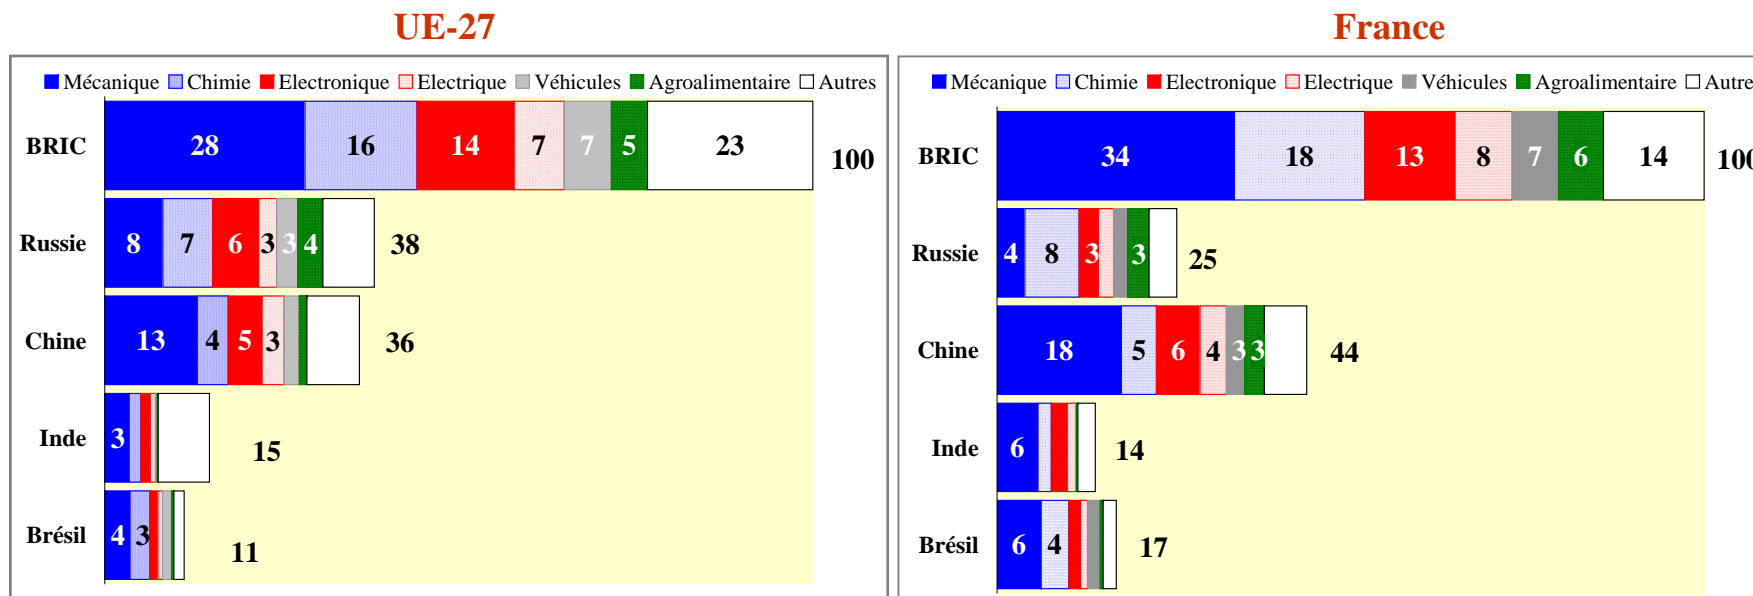 UE-27
Mécanique Chimie Electronique Electrique Véhicules Agroalimentaire Autres
BRIC 28 16 14 7 7 5 23 100
Russie 8 7 6 3 3 4 38
Chine 13 4 5 3 36
Inde 3 15
Brésil 4 3 11
France
Mécanique Chimie Electronique Electrique Véhicules Agroalimentaire Autres
BRIC 34 18 13 8 7 6 14 100
Russie 4 8 3 3 25
Chine 18 5 6 4 3 3 44
Inde 6 14
Brésil 6 4 17